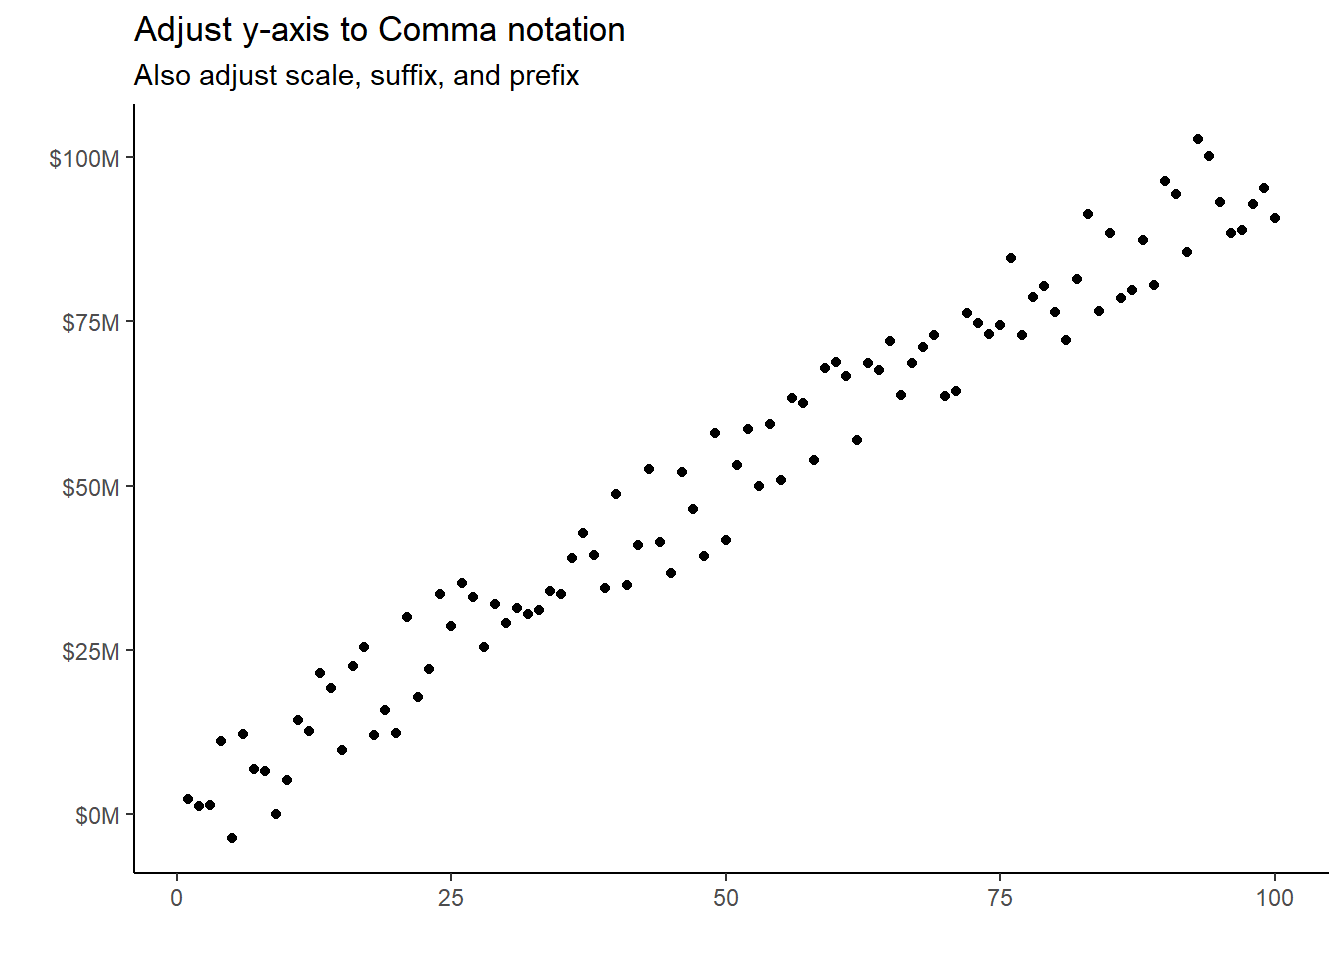 Adjust y-axis to Comma notation
Also adjust scale, suffix, and prefix
$100M
$75M
$50M
$25M
$0M
0 25 50 75 100